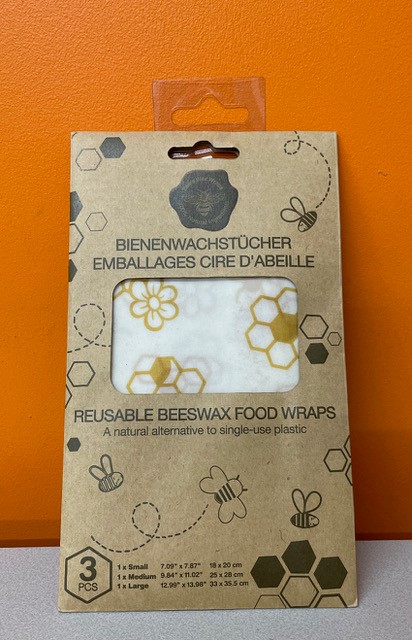 BIENENWACHSTÜCHER
EMBALLAGES CIRE D'ABEILLE
REUSABLE BEESWAX FOOD WRAPS
A natural alternative to single-use plastic
3
PCS
1 x Small 7.09" x 7.87" 18 x 20 cm
1 x Medium 9.84" x 11.02" 25 x 28 cm
1 x Large 12.99" x 13.98" 33 x 35.5 cm